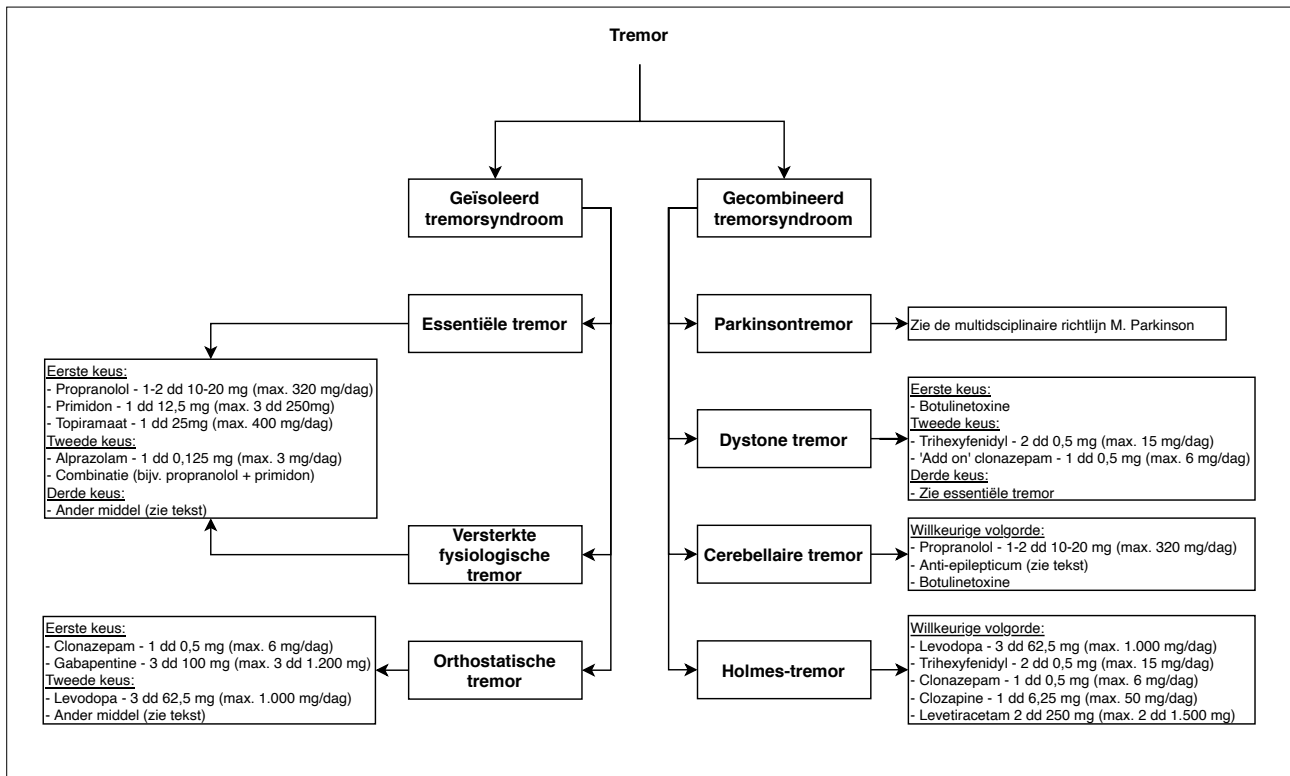 Tremor
Geïsoleerd
tremorsyndroom
Gecombineerd
tremorsyndroom
Essentiële tremor
Parkinsontremor
Zie de multidsciplinaire richtlijn M. Parkinson
Eerste keus:
- Propranolol - 1-2 dd 10-20 mg (max. 320 mg/dag)
- Primidon - 1 dd 12,5 mg (max. 3 dd 250mg)
- Topiramaat - 1 dd 25mg (max. 400 mg/dag)
Tweede keus:
- Alprazolam - 1 dd 0,125 mg (max. 3 mg/dag)
- Combinatie (bijv. propranolol + primidon)
Derde keus:
- Ander middel (zie tekst)
Dystone tremor
Eerste keus:
- Botulinetoxine
Tweede keus:
- Trihexyfenidyl - 2 dd 0,5 mg (max. 15 mg/dag)
- 'Add on' clonazepam - 1 dd 0,5 mg (max. 6 mg/dag)
Derde keus:
- Zie essentiële tremor
Versterkte
fysiologische
tremor
Cerebellaire tremor
Willkeurige volgorde:
- Propranolol - 1-2 dd 10-20 mg (max. 320 mg/dag)
- Anti-epilepticum (zie tekst)
- Botulinetoxine
Eerste keus:
- Clonazepam - 1 dd 0,5 mg (max. 6 mg/dag)
- Gabapentine - 3 dd 100 mg (max. 3 dd 1.200 mg)
Tweede keus:
- Levodopa - 3 dd 62,5 mg (max. 1.000 mg/dag)
- Ander middel (zie tekst)
Orthostatische
tremor
Holmes-tremor
Willkeurige volgorde:
- Levodopa - 3 dd 62,5 mg (max. 1.000 mg/dag)
- Trihexyfenidyl - 2 dd 0,5 mg (max. 15 mg/dag)
- Clonazepam - 1 dd 0,5 mg (max. 6 mg/dag)
- Clozapine - 1 dd 6,25 mg (max. 50 mg/dag)
- Levetiracetam 2 dd 250 mg (max. 2 dd 1.500 mg)